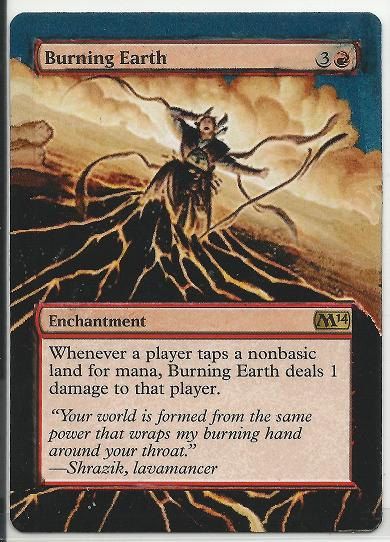 Burning Earth 3
Enchantment M14
Whenever a player taps a nonbasic
land for mana, Burning Earth deals 1
damage to that player.
“Your world is formed from the same
power that wraps my burning hand
around your throat.”
—Shrazik, lavamancer